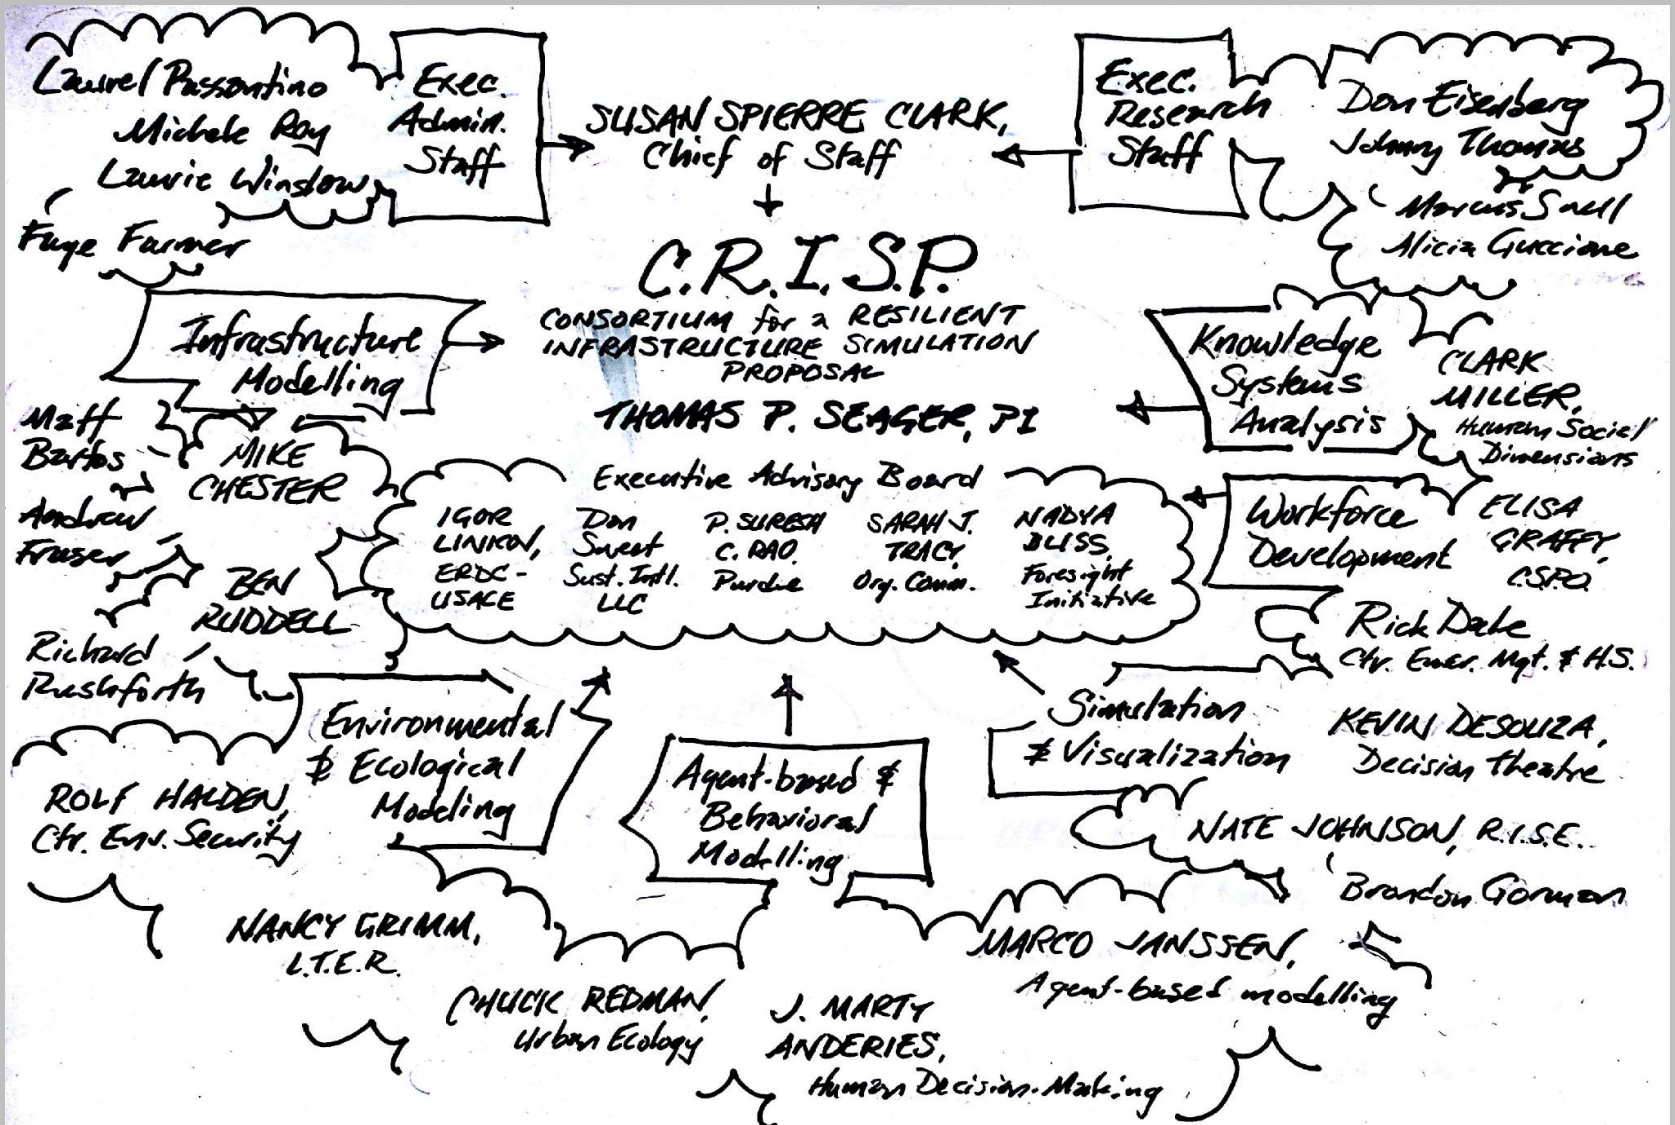 Laurel Passantino
Michele Roy
Laurie Winslow
Faye Farmer
Exec.
Admin.
Staff
SUSAN SPIERRE CLARK,
Chief of Staff
Exec.
Research
Staff
Don Eisenberg
Johnny Thomas
Marcus Snell
Alicia Guccione
C.R.I.S.P.
CONSORTIUM for a RESILIENT
INFRASTRUCTURE SIMULATION
PROPOSAL
THOMAS P. SEAGER, PI
Infrastructure
Modelling
Matt
Bartos
MIKE
CHESTER
Andrew
Fraser
BEN
RUDDELL
Richard
Rushforth
Knowledge
Systems
Analysis
CLARK
MILLER,
Human Social
Dimensions
Executive Advisory Board
IGOR
LINKOV,
ERDC-
USACE
Don
Sweet
Sust. Intl.
LLC
P. SURESH
C. RAO
Purdue
SARAH J.
TRACY,
Org. Comm.
NADYA
BLISS,
Foresight
Initiative
Workforce
Development
ELISA
GRAFFY,
C.S.P.O.
Rick Dale
Ctr. Emer. Mgt. & H.S.
Environmental
& Ecological
Modeling
ROLF HALDEN,
Ctr. Env. Security
NANCY GRIMM,
L.T.E.R.
CHUCK REDMAN,
Urban Ecology
Agent-based &
Behavioral
Modelling
J. MARTY
ANDERIES,
Human Decision-Making
MARCO JANSSEN,
Agent-based modelling
Simulation
& Visualization
KEVIN DESOUZA,
Decision Theatre
NATE JOHNSON, R.I.S.E.
Brandon Gorman